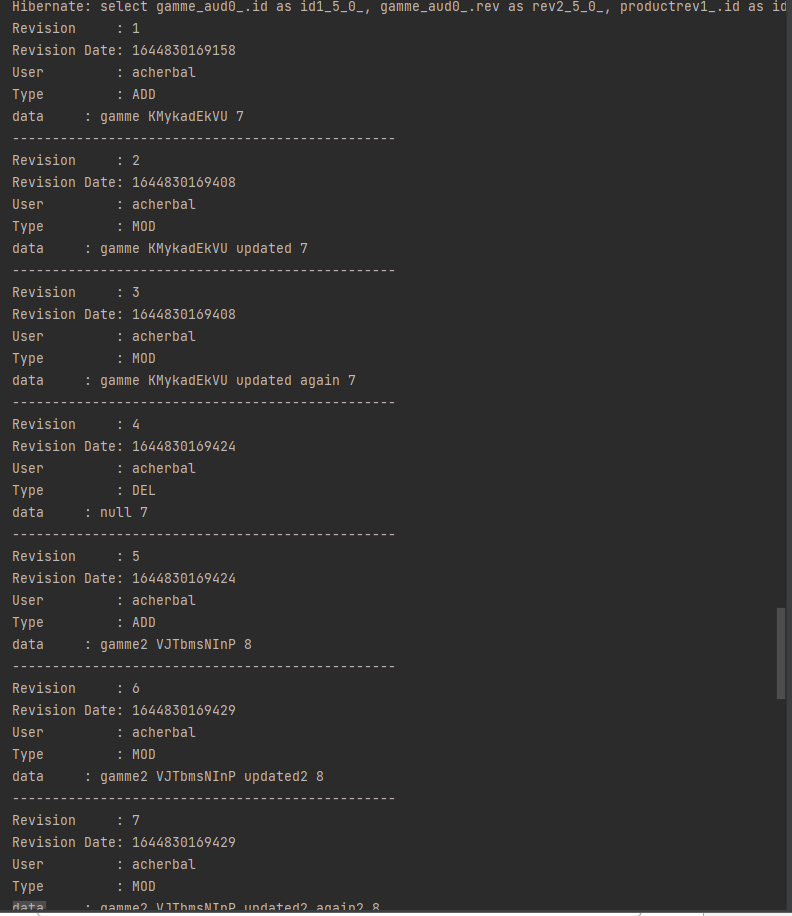 Hibernate: select gamme_aud0_.id as id1_5_0_, gamme_aud0_.rev as rev2_5_0_, productrev1_.id as id
Revision     : 1
Revision Date: 1644830169158
User         : acherbal
Type         : ADD
data     : gamme KMykadEkVU 7
------------------------------------------------
Revision     : 2
Revision Date: 1644830169408
User         : acherbal
Type         : MOD
data     : gamme KMykadEkVU updated 7
------------------------------------------------
Revision     : 3
Revision Date: 1644830169408
User         : acherbal
Type         : MOD
data     : gamme KMykadEkVU updated again 7
------------------------------------------------
Revision     : 4
Revision Date: 1644830169424
User         : acherbal
Type         : DEL
data     : null 7
------------------------------------------------
Revision     : 5
Revision Date: 1644830169424
User         : acherbal
Type         : ADD
data     : gamme2 VJTbmsNInP 8
------------------------------------------------
Revision     : 6
Revision Date: 1644830169429
User         : acherbal
Type         : MOD
data     : gamme2 VJTbmsNInP updated2 8
------------------------------------------------
Revision     : 7
Revision Date: 1644830169429
User         : acherbal
Type         : MOD
data     : gamme2 VJTbmsNInP updated2 again2 8